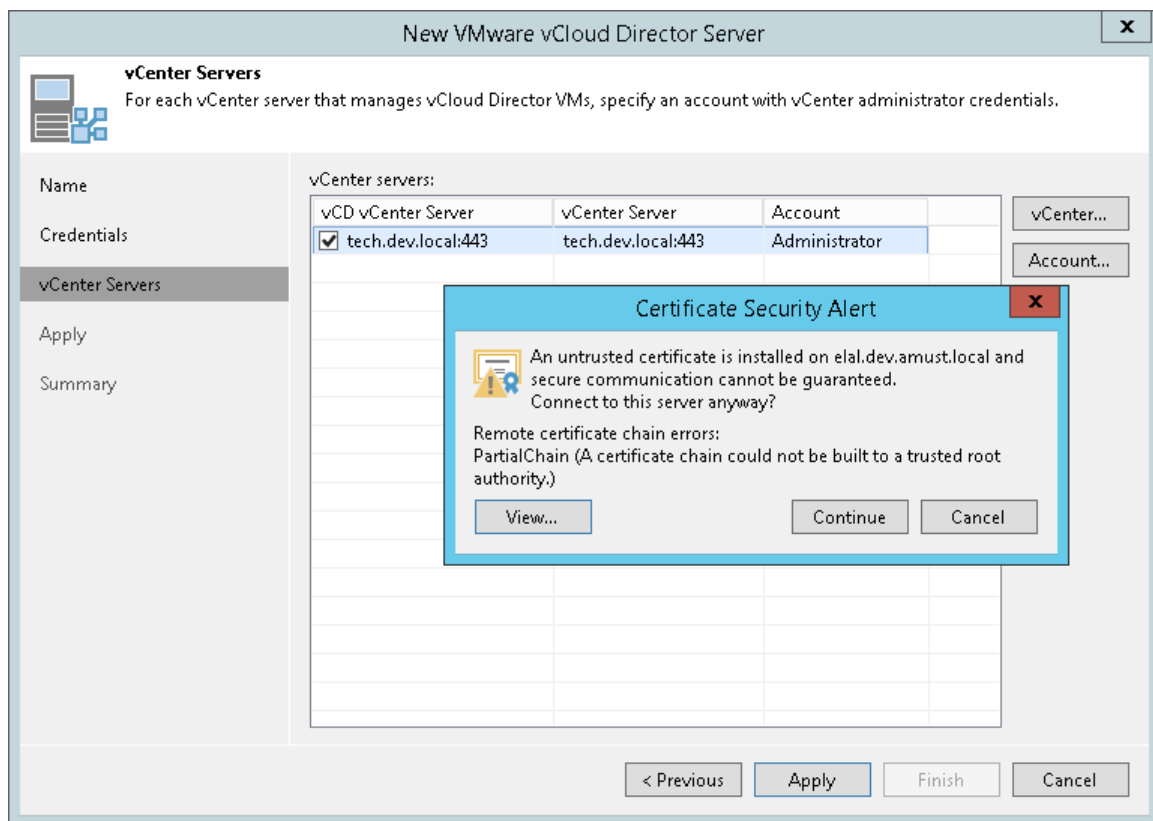 New VMware vCloud Director Server
x
vCenter Servers
For each vCenter server that manages vCloud Director VMs, specify an account with vCenter administrator credentials.
Name
Credentials
vCenter Servers
Apply
Summary
vCenter servers:
vCD vCenter Server vCenter Server Account
tech.dev.local:443 tech.dev.local:443 Administrator
vCenter...
Account...
Certificate Security Alert
x
An untrusted certificate is installed on elal.dev.amust.local and
secure communication cannot be guaranteed.
Connect to this server anyway?
Remote certificate chain errors:
PartialChain (A certificate chain could not be built to a trusted root
authority.)
View... Continue Cancel
< Previous Apply Finish Cancel